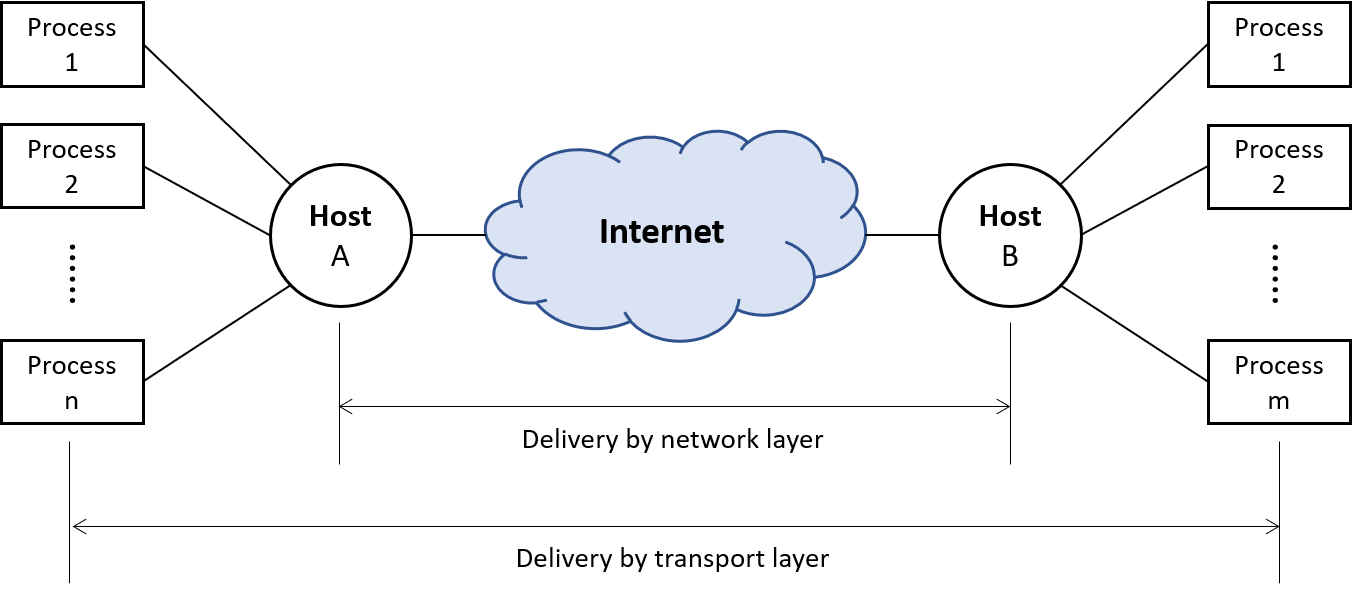 Process
1
Process
2
Process
n
Host
A
Internet
Host
B
Process
1
Process
2
Process
m
Delivery by network layer
Delivery by transport layer